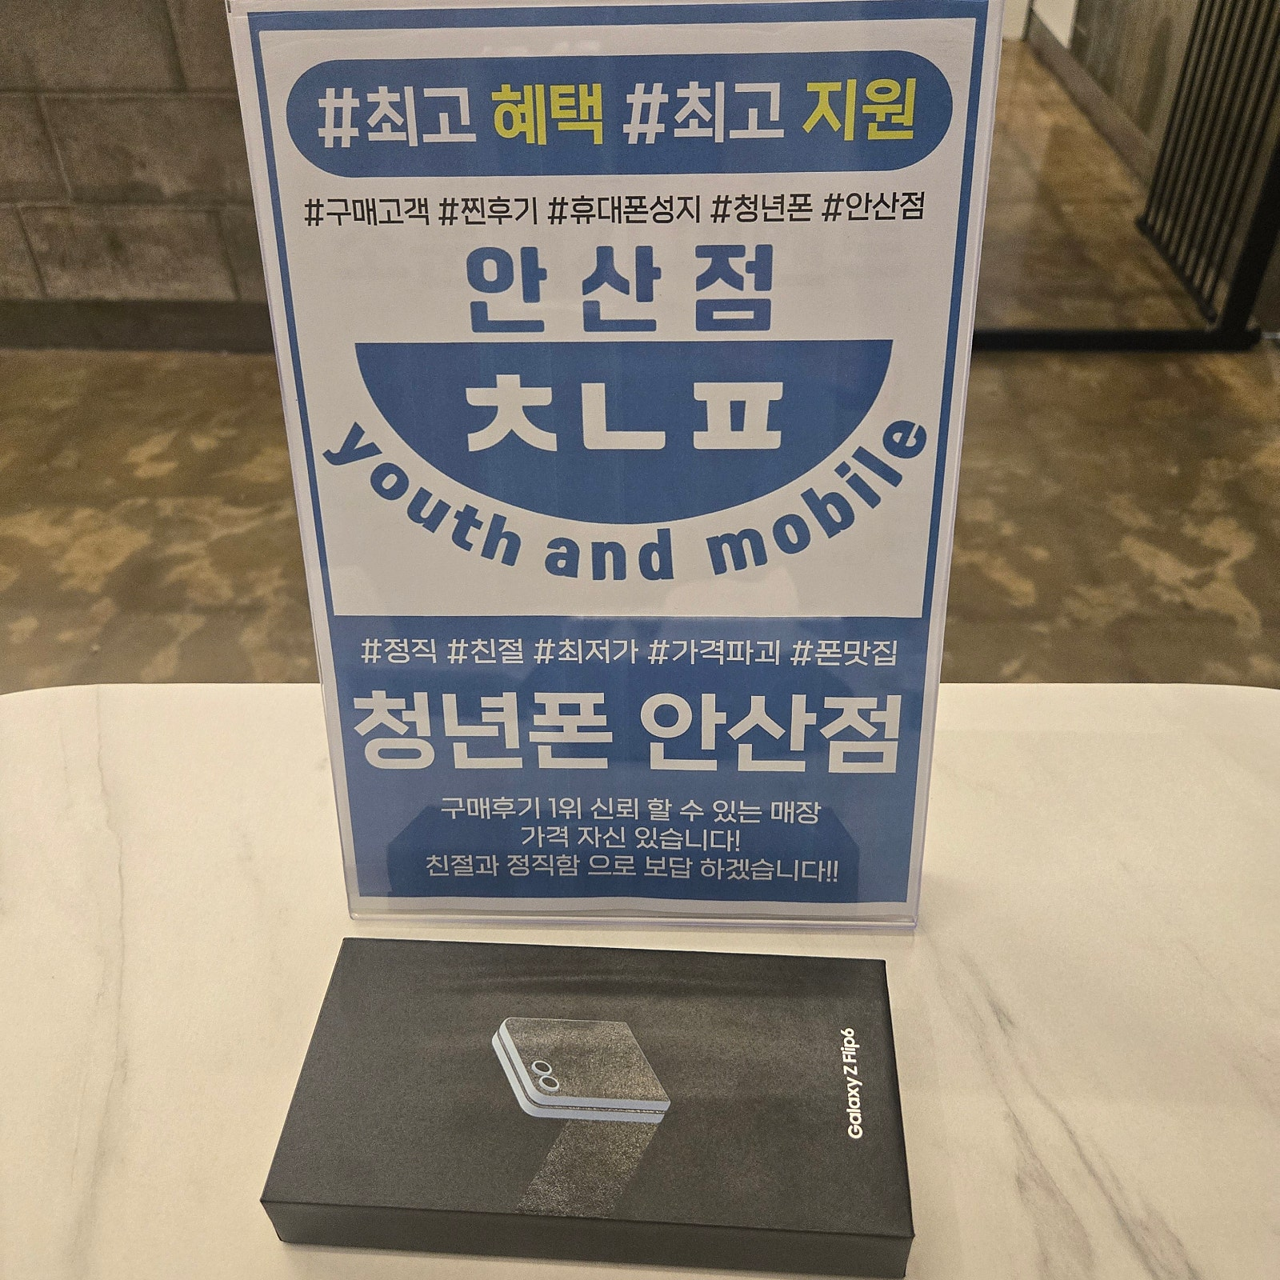 #최고 혜택 #최고 지원
#구매고객 #찐후기 #휴대폰성지 #청년폰 #안산점
안산점
ㅊㄴㅍ
youth and mobile
#정직 #친절 #최저가 #가격파괴 #폰맛집
청년폰 안산점
구매후기 1위 신뢰 할 수 있는 매장
가격 자신 있습니다!
친절과 정직함 으로 보답 하겠습니다!!
Galaxy Z Flip6